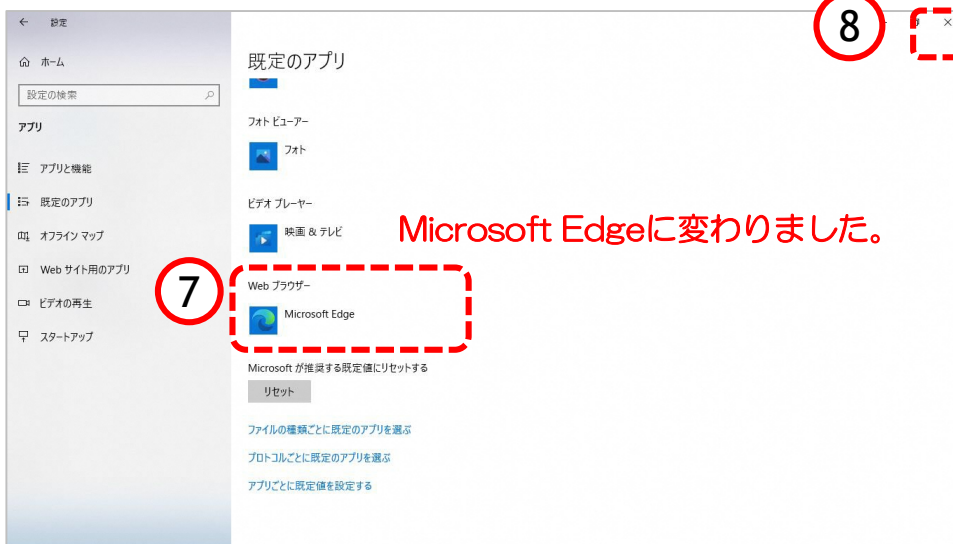 設定
8
ホーム
設定の検索
アプリ
アプリと機能
既定のアプリ
オフライン マップ
Web サイト用のアプリ
ビデオの再生
スタートアップ
既定のアプリ
フォト ビューアー
フォト
ビデオ プレーヤー
映画 & テレビ
Microsoft Edgeに変わりました。
7
Web ブラウザー
Microsoft Edge
Microsoft が推奨する既定値にリセットする
リセット
ファイルの種類ごとに既定のアプリを選ぶ
プロトコルごとに既定のアプリを選ぶ
アプリごとに既定値を設定する